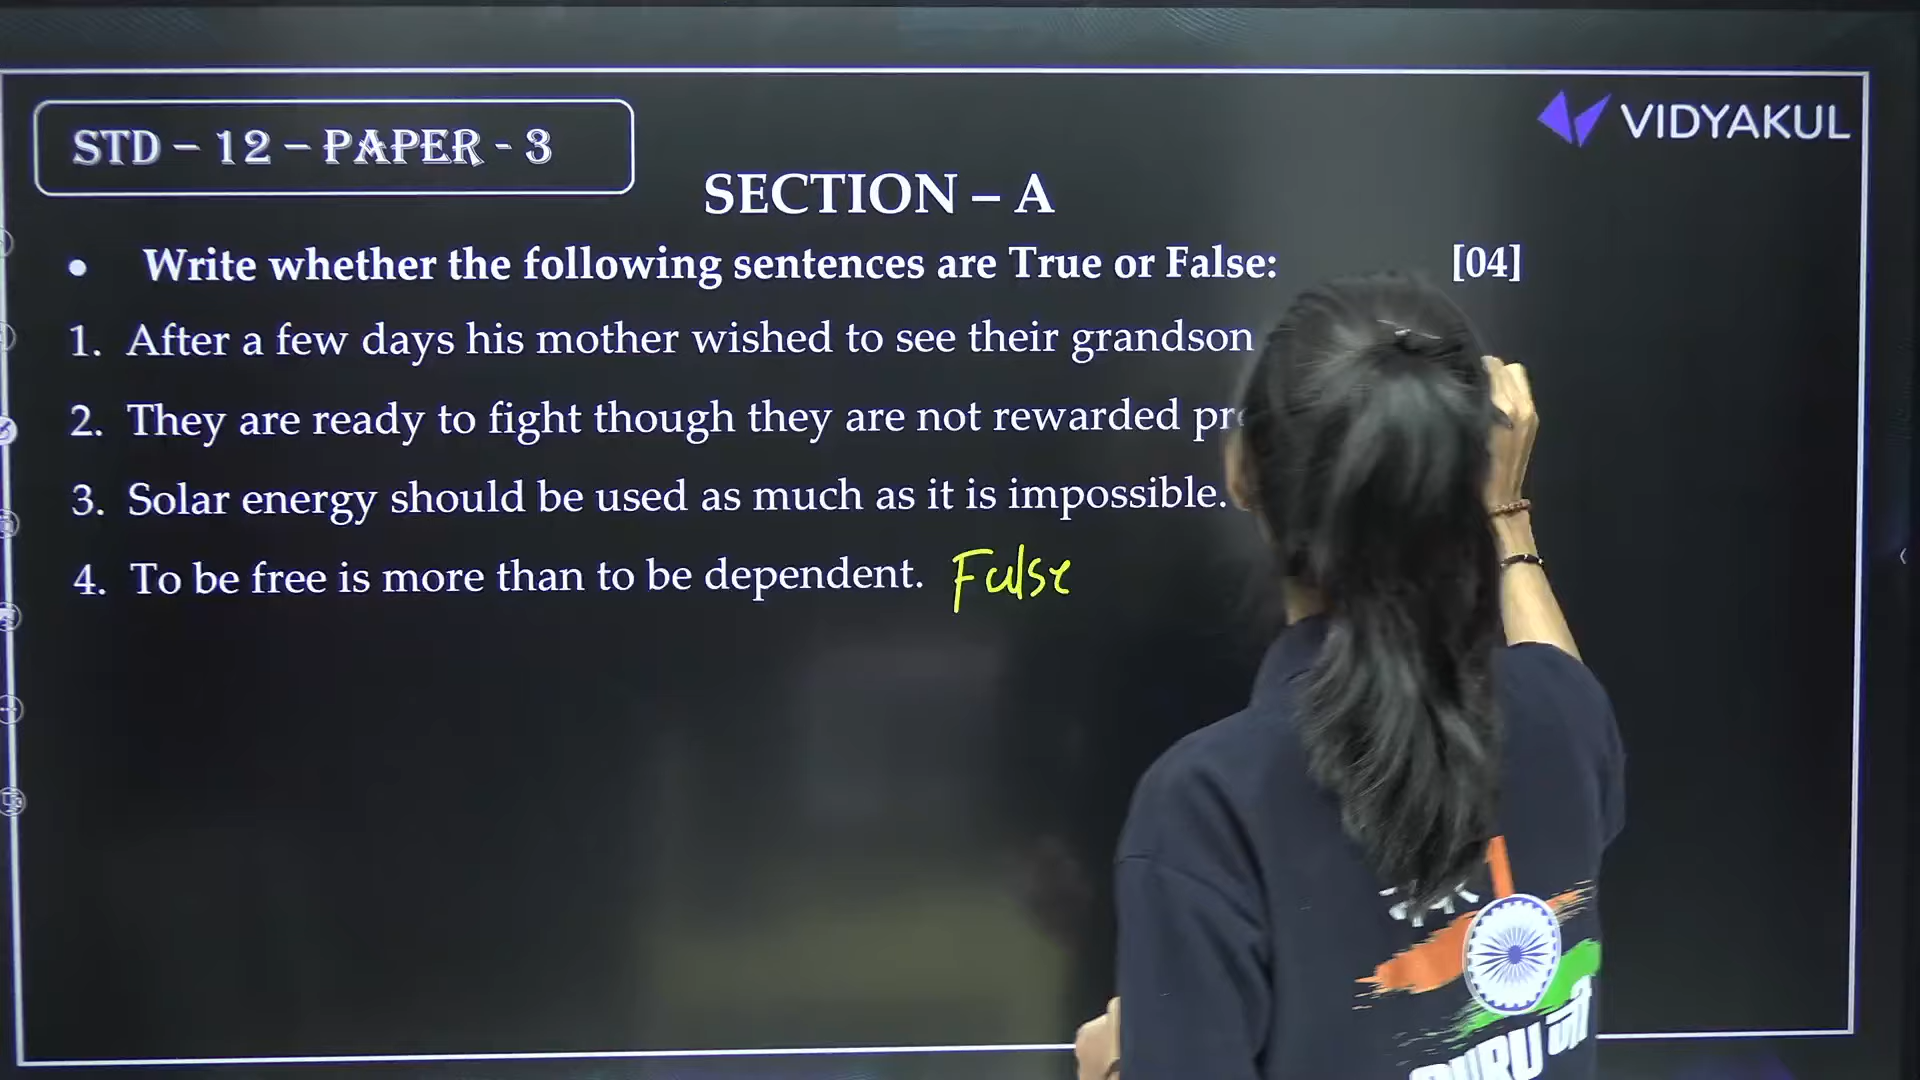 STD – 12 – PAPER - 3
VIDYAKUL
SECTION – A
• Write whether the following sentences are True or False: [04]
1. After a few days his mother wished to see their grandson
2. They are ready to fight though they are not rewarded
3. Solar energy should be used as much as it is impossible.
4. To be free is more than to be dependent. False